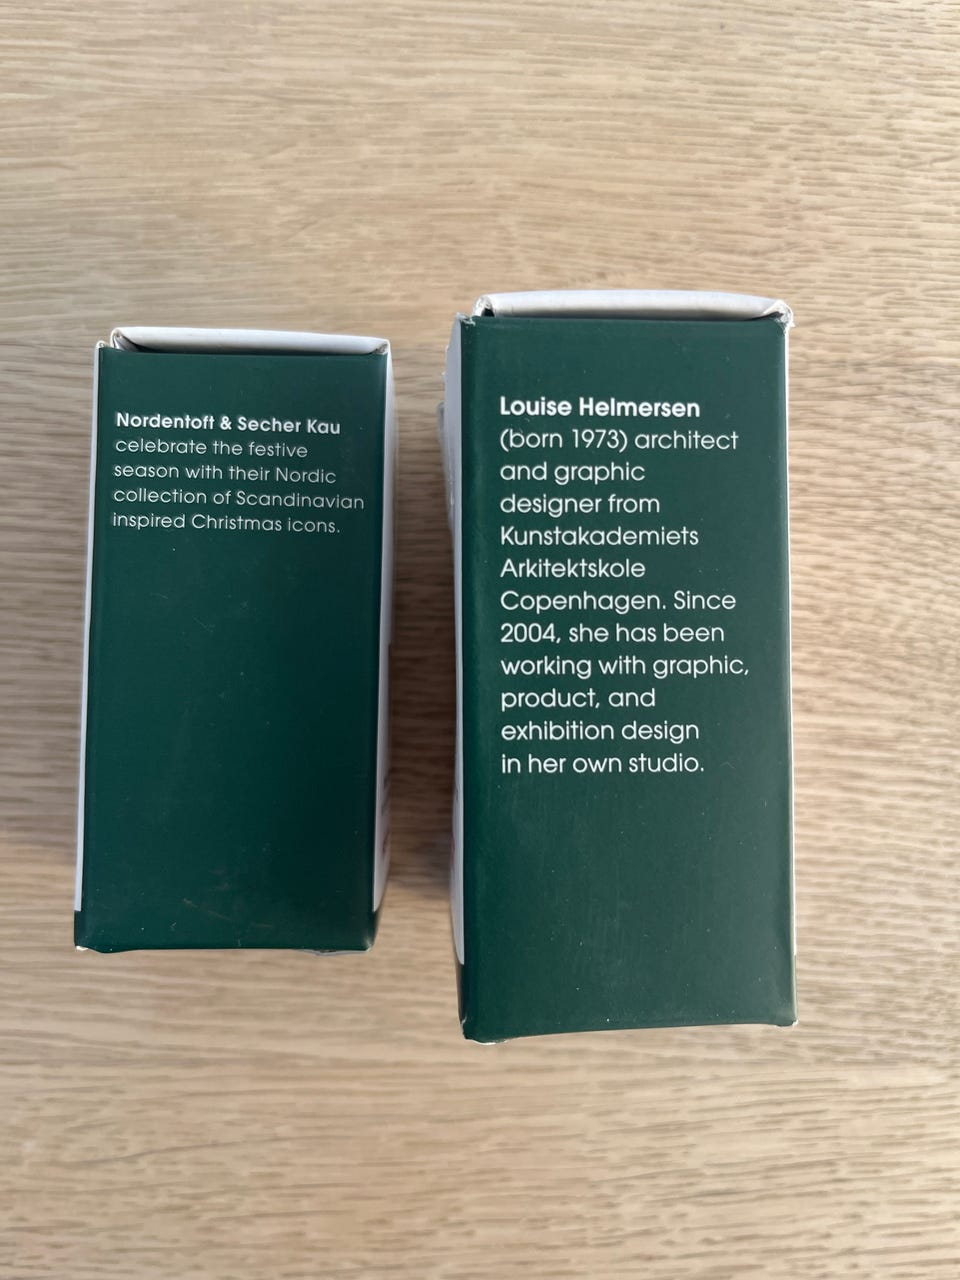 Nordentoft & Secher Kau
celebrate the festive
season with their Nordic
collection of Scandinavian
inspired Christmas icons.
Louise Helmersen
(born 1973) architect
and graphic
designer from
Kunstakademiets
Arkitektskole
Copenhagen. Since
2004, she has been
working with graphic,
product, and
exhibition design
in her own studio.